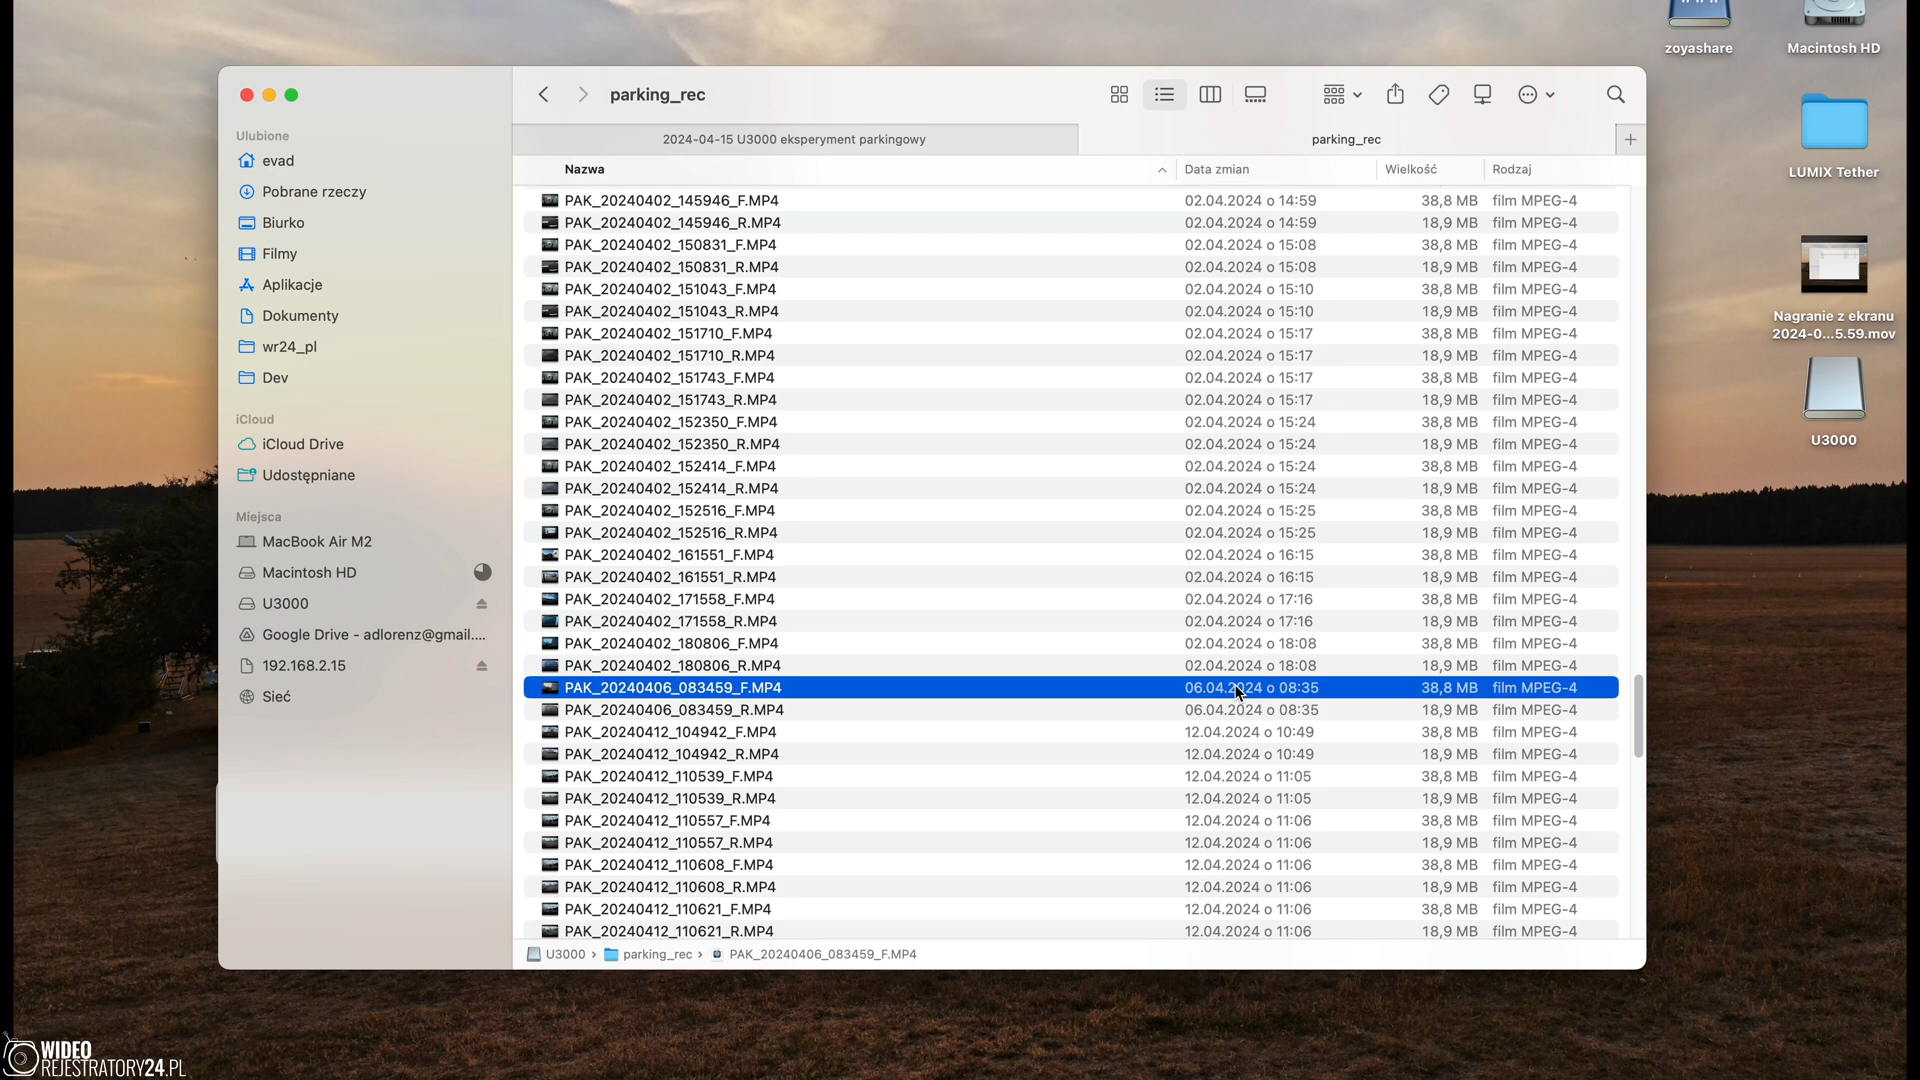 zoyashare
Macintosh HD
LUMIX Tether
Nagranie z ekranu
2024-0...5.59.mov
U3000
Ulubione
evad
Pobrane rzeczy
Biurko
Filmy
Aplikacje
Dokumenty
wr24_pl
Dev
iCloud
iCloud Drive
Udostępniane
Miejsca
MacBook Air M2
Macintosh HD
U3000
Google Drive - adlorenz@gmail....
192.168.2.15
Sieć
parking_rec
2024-04-15 U3000 eksperyment parkingowy
parking_rec
Nazwa Data zmian Wielkość Rodzaj
PAK_20240402_145946_F.MP4 02.04.2024 o 14:59 38,8 MB film MPEG-4
PAK_20240402_145946_R.MP4 02.04.2024 o 14:59 18,9 MB film MPEG-4
PAK_20240402_150831_F.MP4 02.04.2024 o 15:08 38,8 MB film MPEG-4
PAK_20240402_150831_R.MP4 02.04.2024 o 15:08 18,9 MB film MPEG-4
PAK_20240402_151043_F.MP4 02.04.2024 o 15:10 38,8 MB film MPEG-4
PAK_20240402_151043_R.MP4 02.04.2024 o 15:10 18,9 MB film MPEG-4
PAK_20240402_151710_F.MP4 02.04.2024 o 15:17 38,8 MB film MPEG-4
PAK_20240402_151710_R.MP4 02.04.2024 o 15:17 18,9 MB film MPEG-4
PAK_20240402_151743_F.MP4 02.04.2024 o 15:17 38,8 MB film MPEG-4
PAK_20240402_151743_R.MP4 02.04.2024 o 15:17 18,9 MB film MPEG-4
PAK_20240402_152350_F.MP4 02.04.2024 o 15:24 38,8 MB film MPEG-4
PAK_20240402_152350_R.MP4 02.04.2024 o 15:24 18,9 MB film MPEG-4
PAK_20240402_152414_F.MP4 02.04.2024 o 15:24 38,8 MB film MPEG-4
PAK_20240402_152414_R.MP4 02.04.2024 o 15:24 18,9 MB film MPEG-4
PAK_20240402_152516_F.MP4 02.04.2024 o 15:25 38,8 MB film MPEG-4
PAK_20240402_152516_R.MP4 02.04.2024 o 15:25 18,9 MB film MPEG-4
PAK_20240402_161551_F.MP4 02.04.2024 o 16:15 38,8 MB film MPEG-4
PAK_20240402_161551_R.MP4 02.04.2024 o 16:15 18,9 MB film MPEG-4
PAK_20240402_171558_F.MP4 02.04.2024 o 17:16 38,8 MB film MPEG-4
PAK_20240402_171558_R.MP4 02.04.2024 o 17:16 18,9 MB film MPEG-4
PAK_20240402_180806_F.MP4 02.04.2024 o 18:08 38,8 MB film MPEG-4
PAK_20240402_180806_R.MP4 02.04.2024 o 18:08 18,9 MB film MPEG-4
PAK_20240406_083459_F.MP4 06.04.2024 o 08:35 38,8 MB film MPEG-4
PAK_20240406_083459_R.MP4 06.04.2024 o 08:35 18,9 MB film MPEG-4
PAK_20240412_104942_F.MP4 12.04.2024 o 10:49 38,8 MB film MPEG-4
PAK_20240412_104942_R.MP4 12.04.2024 o 10:49 18,9 MB film MPEG-4
PAK_20240412_110539_F.MP4 12.04.2024 o 11:05 38,8 MB film MPEG-4
PAK_20240412_110539_R.MP4 12.04.2024 o 11:05 18,9 MB film MPEG-4
PAK_20240412_110557_F.MP4 12.04.2024 o 11:06 38,8 MB film MPEG-4
PAK_20240412_110557_R.MP4 12.04.2024 o 11:06 18,9 MB film MPEG-4
PAK_20240412_110608_F.MP4 12.04.2024 o 11:06 38,8 MB film MPEG-4
PAK_20240412_110608_R.MP4 12.04.2024 o 11:06 18,9 MB film MPEG-4
PAK_20240412_110621_F.MP4 12.04.2024 o 11:06 38,8 MB film MPEG-4
PAK_20240412_110621_R.MP4 12.04.2024 o 11:06 18,9 MB film MPEG-4
U3000 › parking_rec › PAK_20240406_083459_F.MP4
WIDEO
REJESTRATORY24.PL